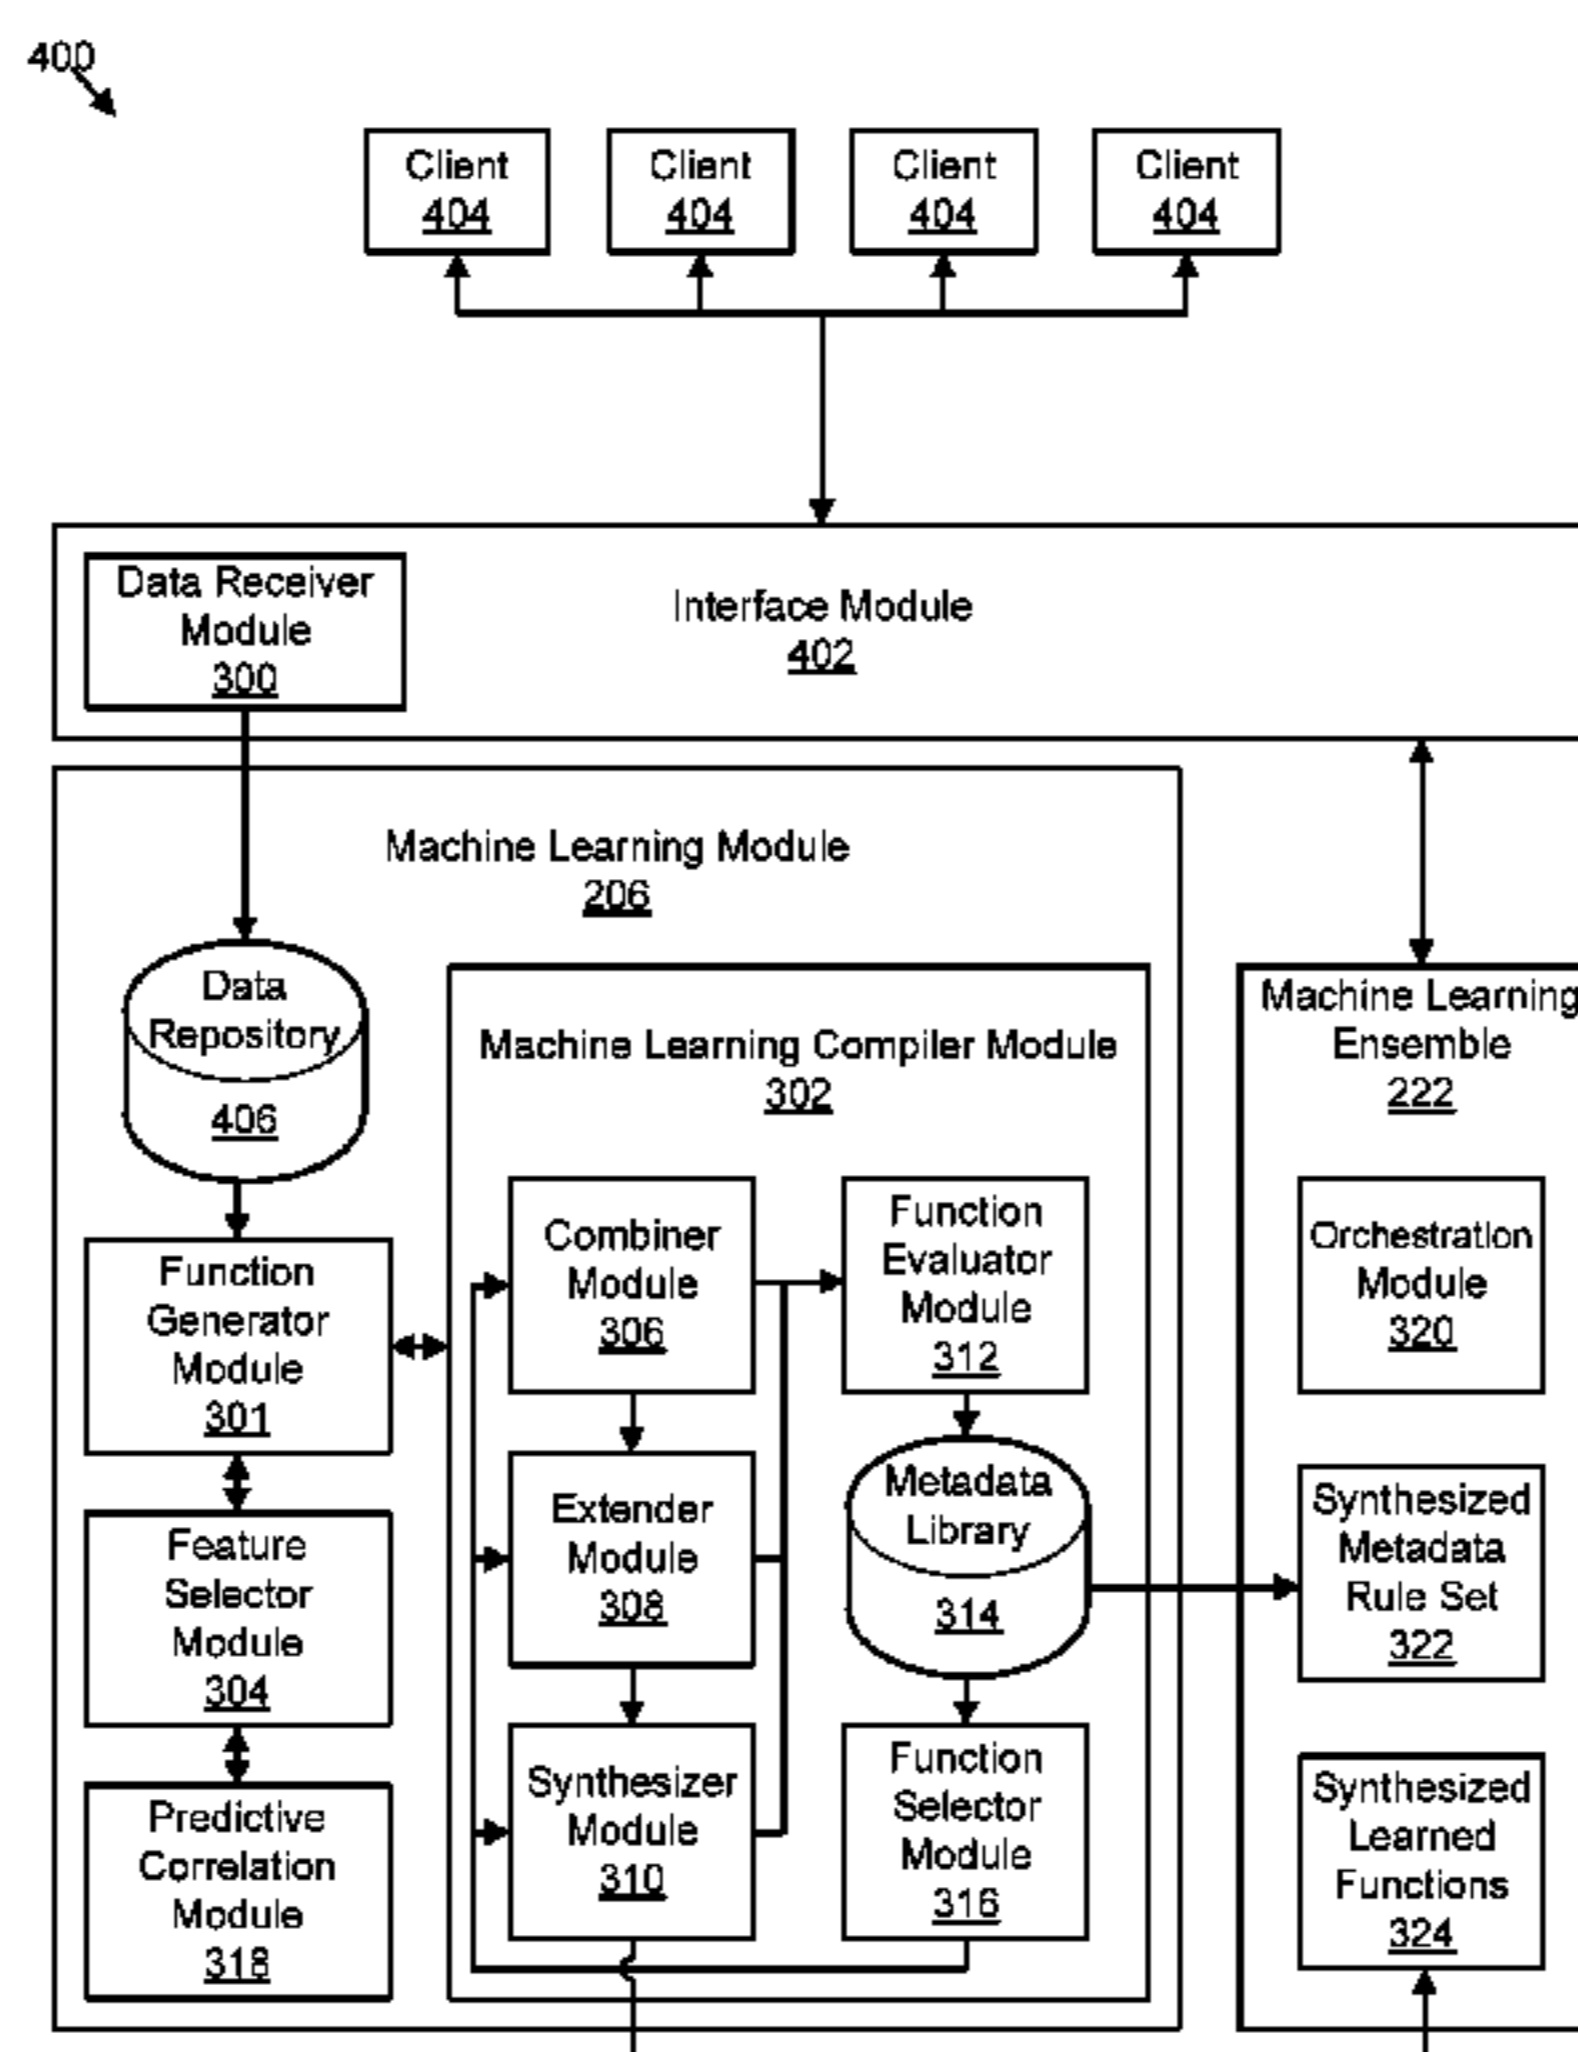 400
Client
404
Client
404
Client
404
Client
404
Data Receiver
Module
300
Interface Module
402
Machine Learning Module
206
Data
Repository
406
Machine Learning Compiler Module
302
Machine Learning
Ensemble
222
Function
Generator
Module
301
Combiner
Module
306
Function
Evaluator
Module
312
Orchestration
Module
320
Feature
Selector
Module
304
Extender
Module
308
Metadata
Library
314
Synthesized
Metadata
Rule Set
322
Predictive
Correlation
Module
318
Synthesizer
Module
310
Function
Selector
Module
316
Synthesized
Learned
Functions
324